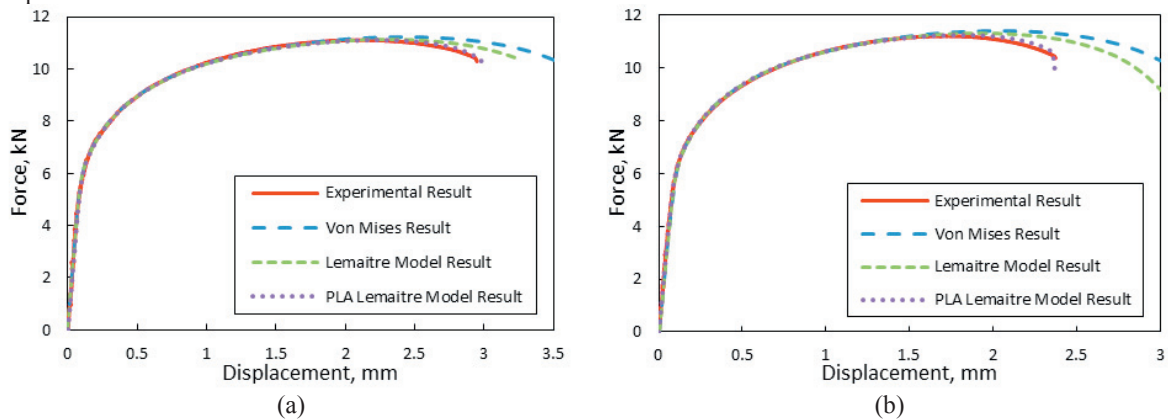 12
10
8
6
4
2
0
Force, kN
Experimental Result
Von Mises Result
Lemaitre Model Result
PLA Lemaitre Model Result
0 0.5 1 1.5 2 2.5 3 3.5
Displacement, mm
(a)
12
10
8
6
4
2
0
Force, kN
Experimental Result
Von Mises Result
Lemaitre Model Result
PLA Lemaitre Model Result
0 0.5 1 1.5 2 2.5 3
Displacement, mm
(b)